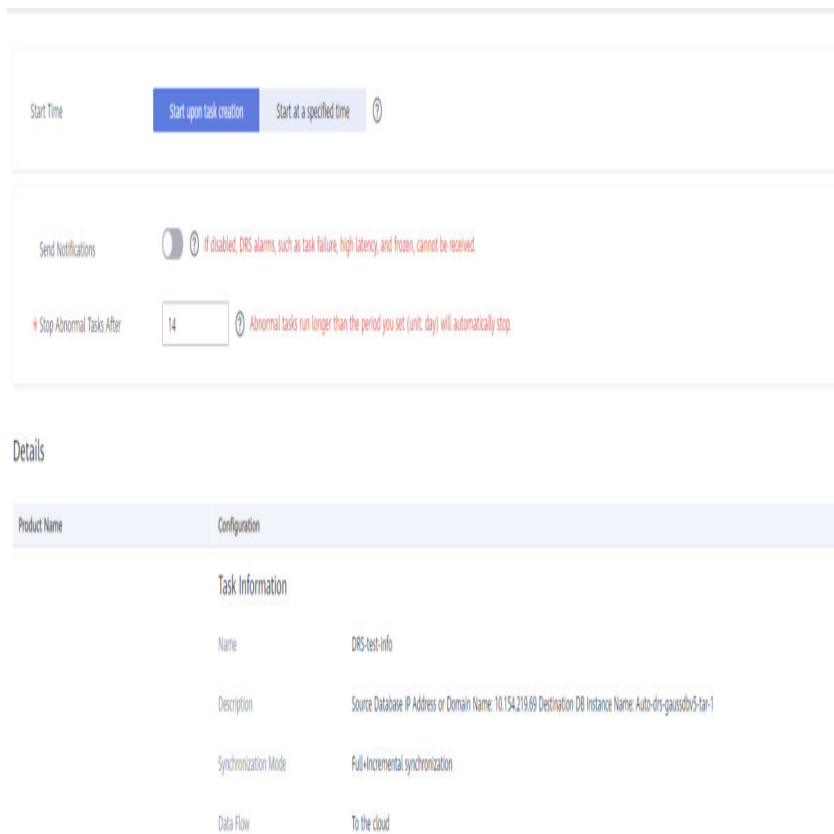 Start Time Start upon task creation Start at a specified time ?
Send Notifications ? If disabled, DRS alarms, such as task failure, high latency, and frozen, cannot be received.
* Stop Abnormal Tasks After 14 ? Abnormal tasks run longer than the period you set (unit: day) will automatically stop.
Details
Product Name Configuration
Task Information
Name DRS-test-info
Description Source Database IP Address or Domain Name: 10.154.219.69 Destination DB Instance Name: Auto-drs-gaussdbv5-tar-1
Synchronization Mode Full+Incremental synchronization
Data Flow To the cloud